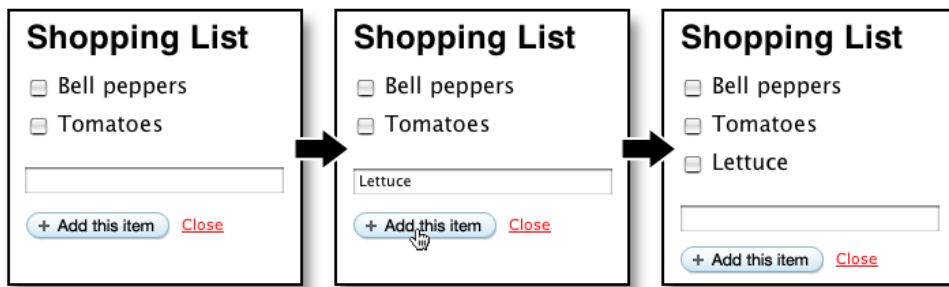 Shopping List
Bell peppers
Tomatoes
+ Add this item Close
Shopping List
Bell peppers
Tomatoes
Lettuce
+ Add this item Close
Shopping List
Bell peppers
Tomatoes
Lettuce
+ Add this item Close